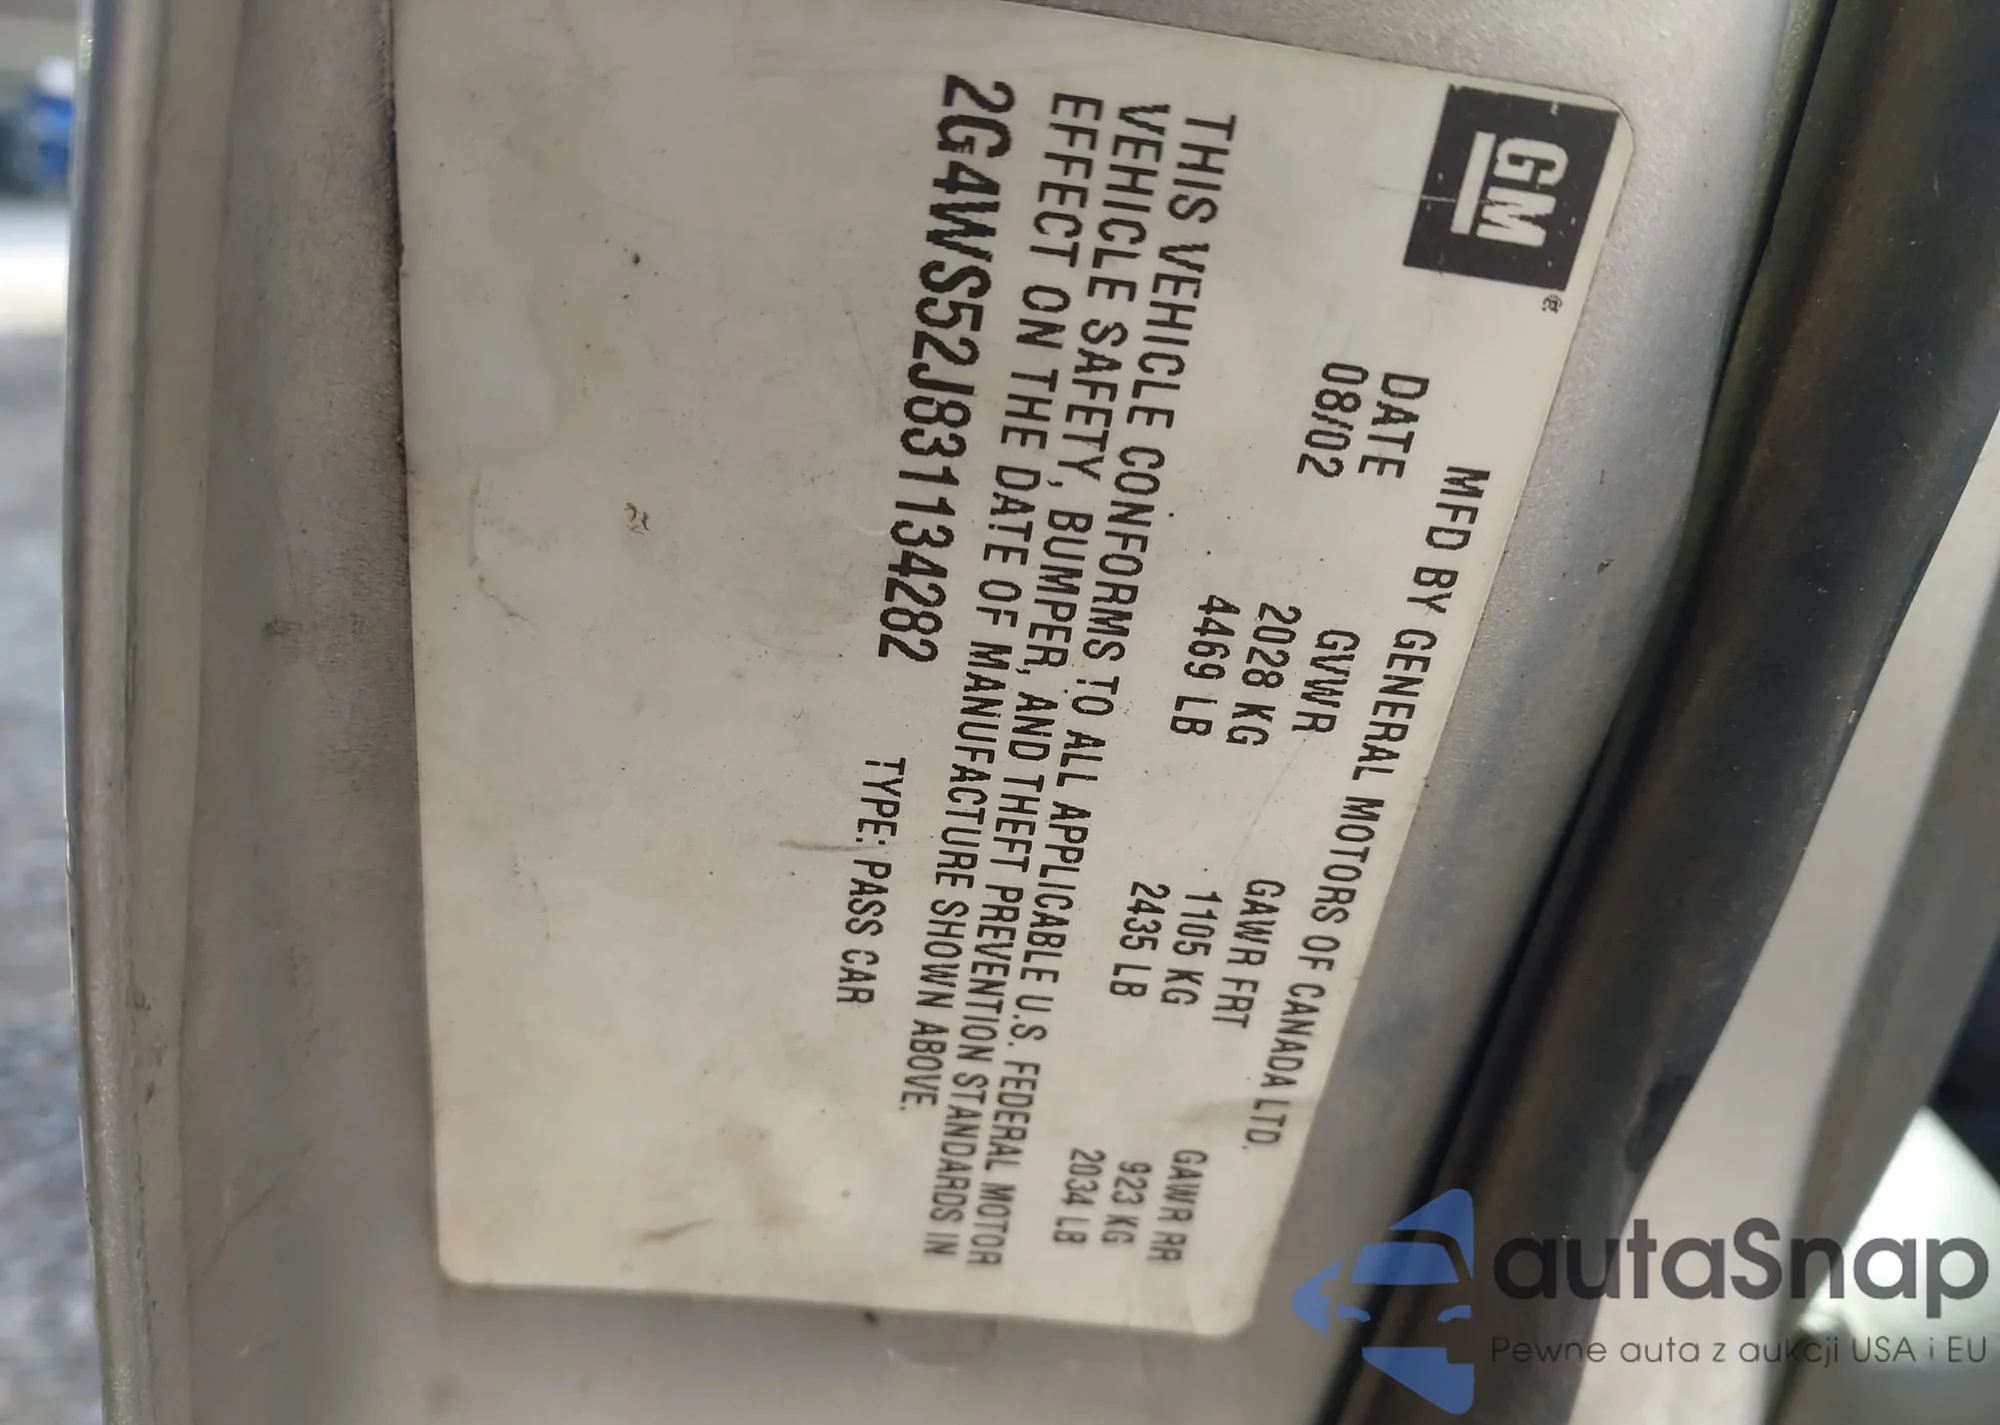 GM ®
MFD BY GENERAL MOTORS OF CANADA LTD.
DATE GVWR GAWR FRT GAWR RR
08/02 2028 KG 1105 KG 923 KG
4469 LB 2435 LB 2034 LB
THIS VEHICLE CONFORMS TO ALL APPLICABLE U.S. FEDERAL MOTOR
VEHICLE SAFETY, BUMPER, AND THEFT PREVENTION STANDARDS IN
EFFECT ON THE DATE OF MANUFACTURE SHOWN ABOVE.
2G4WS52J831134282 TYPE: PASS CAR
autaSnap
Pewne auta z aukcji USA i EU